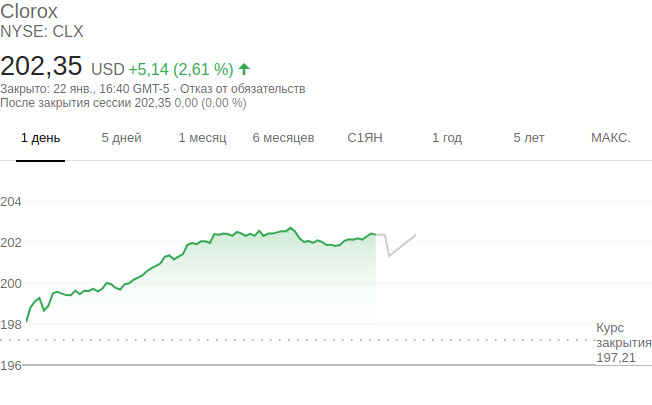 Clorox
NYSE: CLX
202,35 USD +5,14 (2,61 %)
Закрыто: 22 янв., 16:40 GMT-5 · Отказ от обязательств
После закрытия сессии 202,35 0,00 (0,00 %)
1 день 5 дней 1 месяц 6 месяцев С1ЯН 1 год 5 лет МАКС.
204
202
200
198
Курс
закрытия
197,21
196